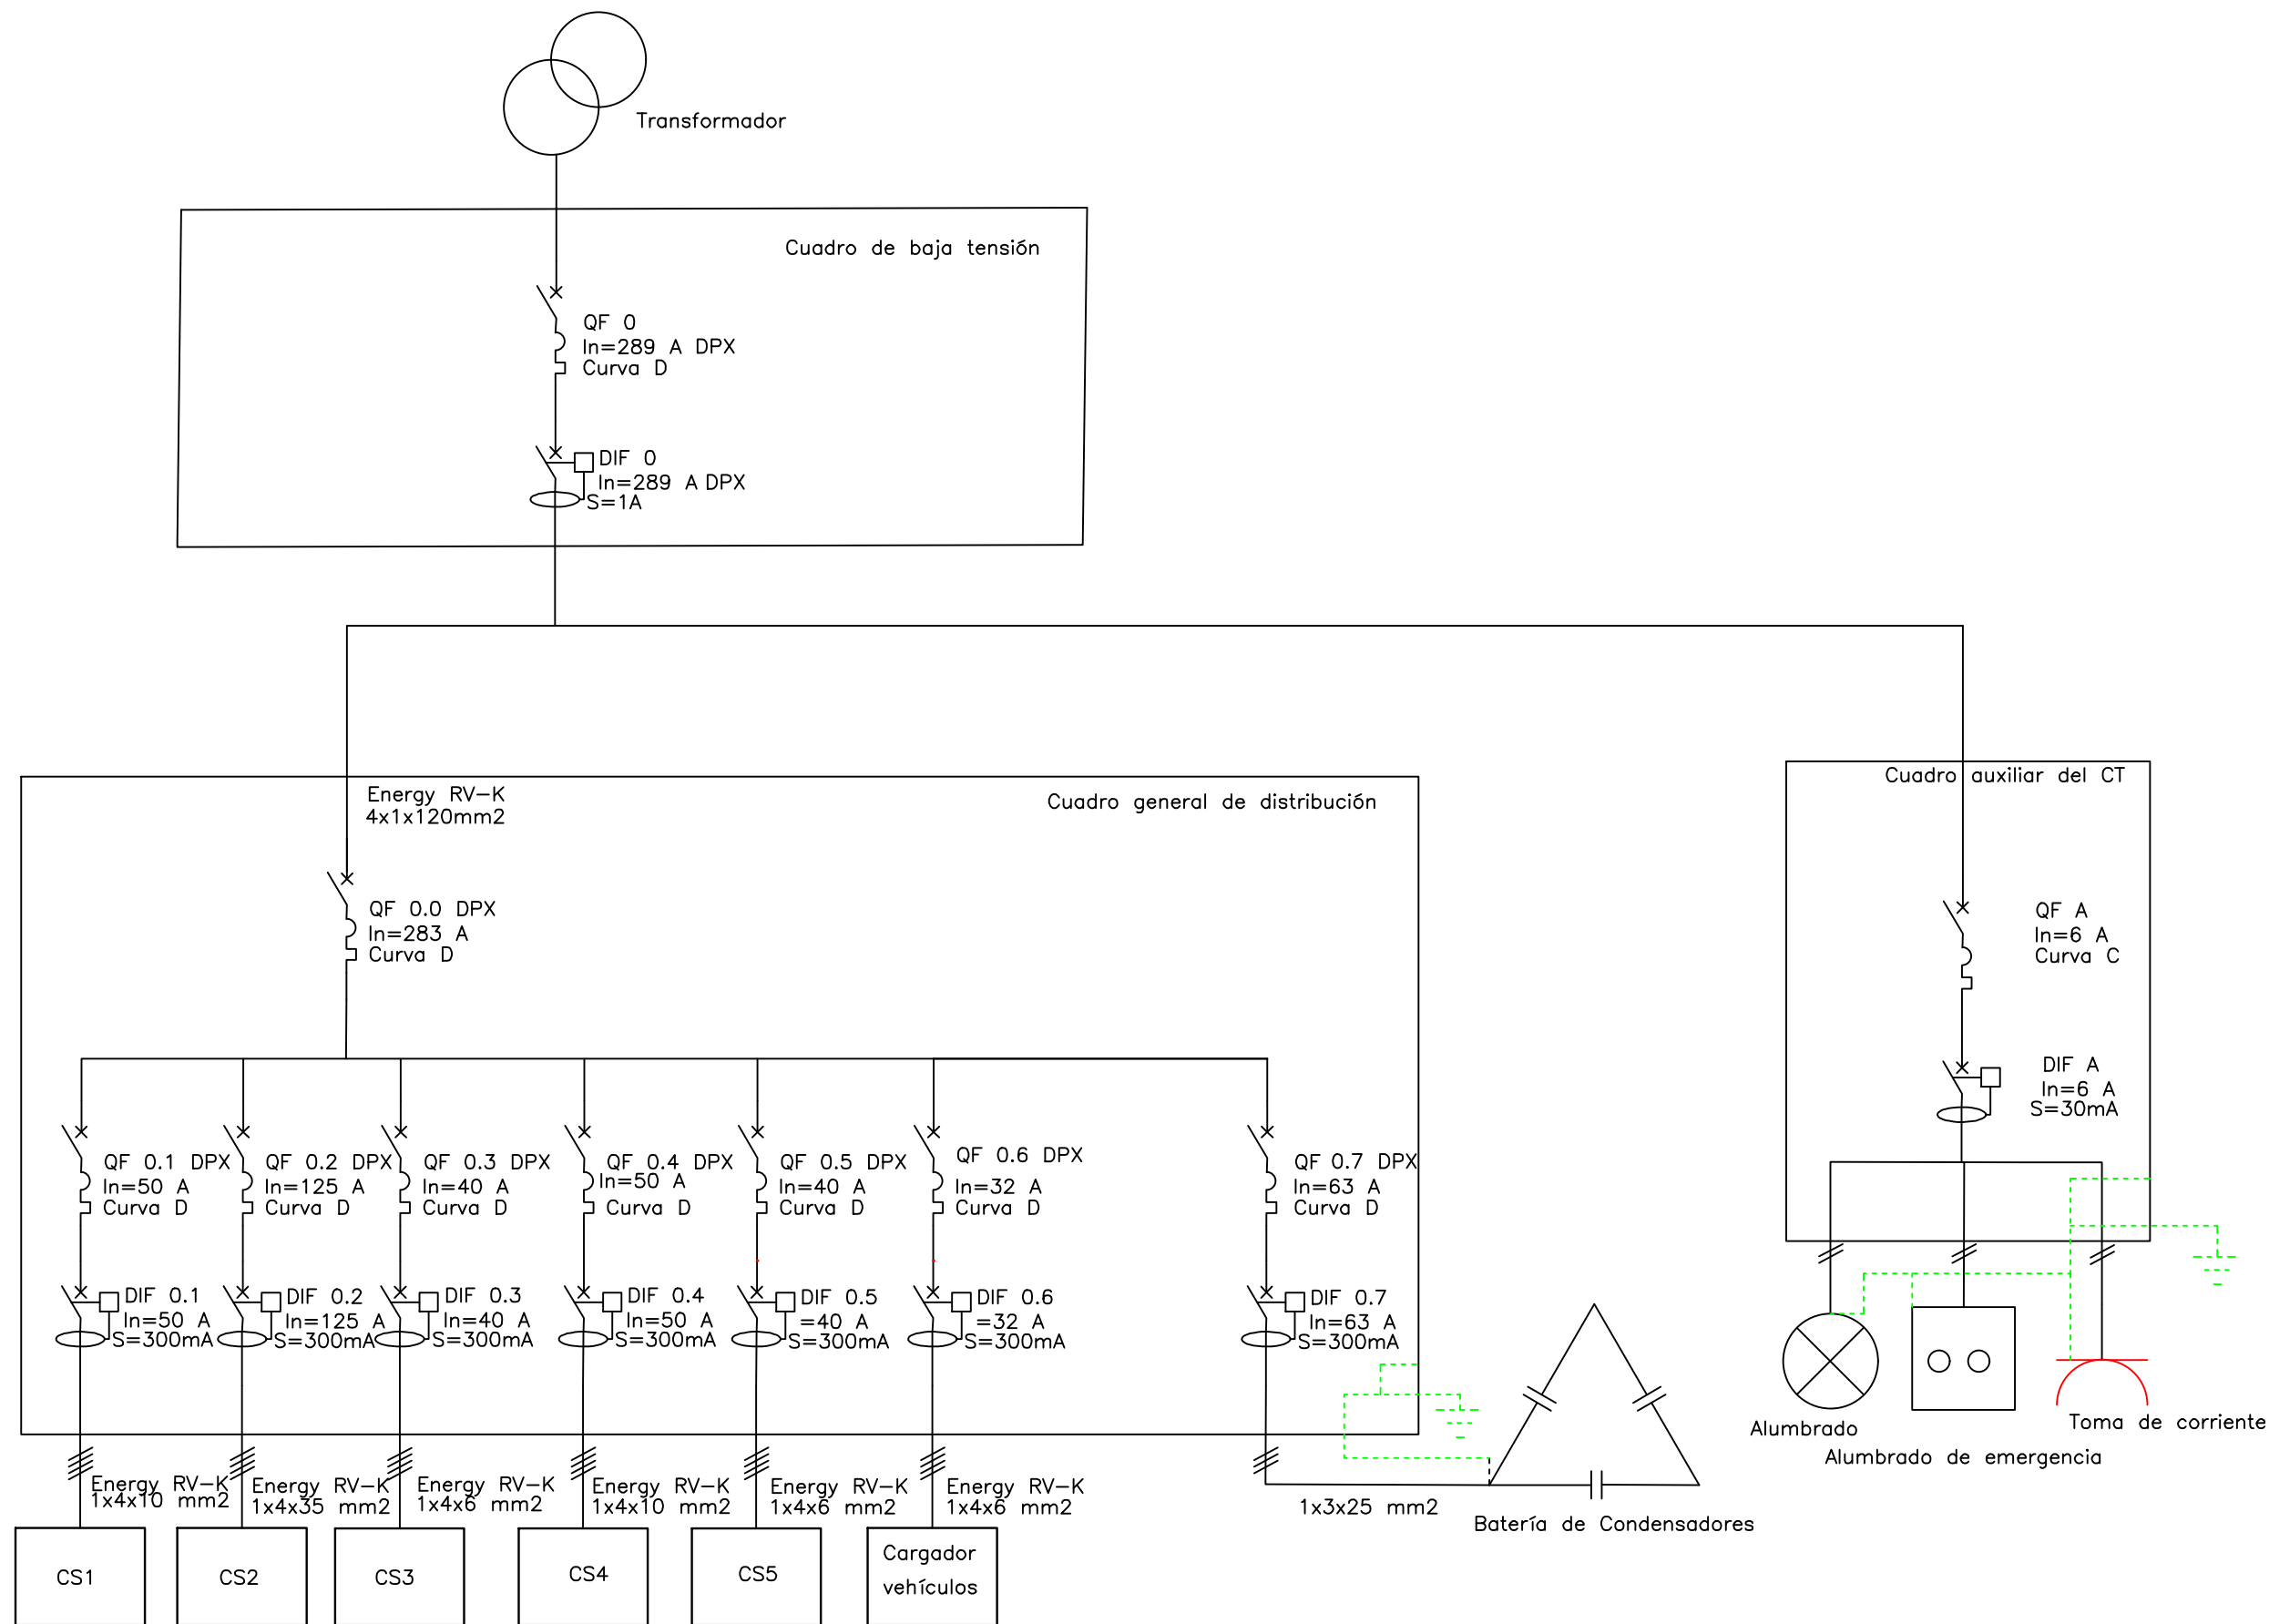 Transformador
Cuadro de baja tensión
QF 0
In=289 A DPX
Curva D
DIF 0
In=289 A DPX
S=1A
Energy RV-K
4x1x120mm2
Cuadro general de distribución
Cuadro auxiliar del CT
QF 0.0 DPX
In=283 A
Curva D
QF A
In=6 A
Curva C
DIF A
In=6 A
S=30mA
QF 0.1 DPX
In=50 A
Curva D
QF 0.2 DPX
In=125 A
Curva D
QF 0.3 DPX
In=40 A
Curva D
QF 0.4 DPX
In=50 A
Curva D
QF 0.5 DPX
In=40 A
Curva D
QF 0.6 DPX
In=32 A
Curva D
QF 0.7 DPX
In=63 A
Curva D
DIF 0.1
In=50 A
S=300mA
DIF 0.2
In=125 A
S=300mA
DIF 0.3
In=40 A
S=300mA
DIF 0.4
In=50 A
S=300mA
DIF 0.5
=40 A
S=300mA
DIF 0.6
=32 A
S=300mA
DIF 0.7
In=63 A
S=300mA
Alumbrado
Alumbrado de emergencia
Toma de corriente
Energy RV-K
1x4x10 mm2
Energy RV-K
1x4x35 mm2
Energy RV-K
1x4x6 mm2
Energy RV-K
1x4x10 mm2
Energy RV-K
1x4x6 mm2
Energy RV-K
1x4x6 mm2
1x3x25 mm2
Batería de Condensadores
CS1
CS2
CS3
CS4
CS5
Cargador
vehículos